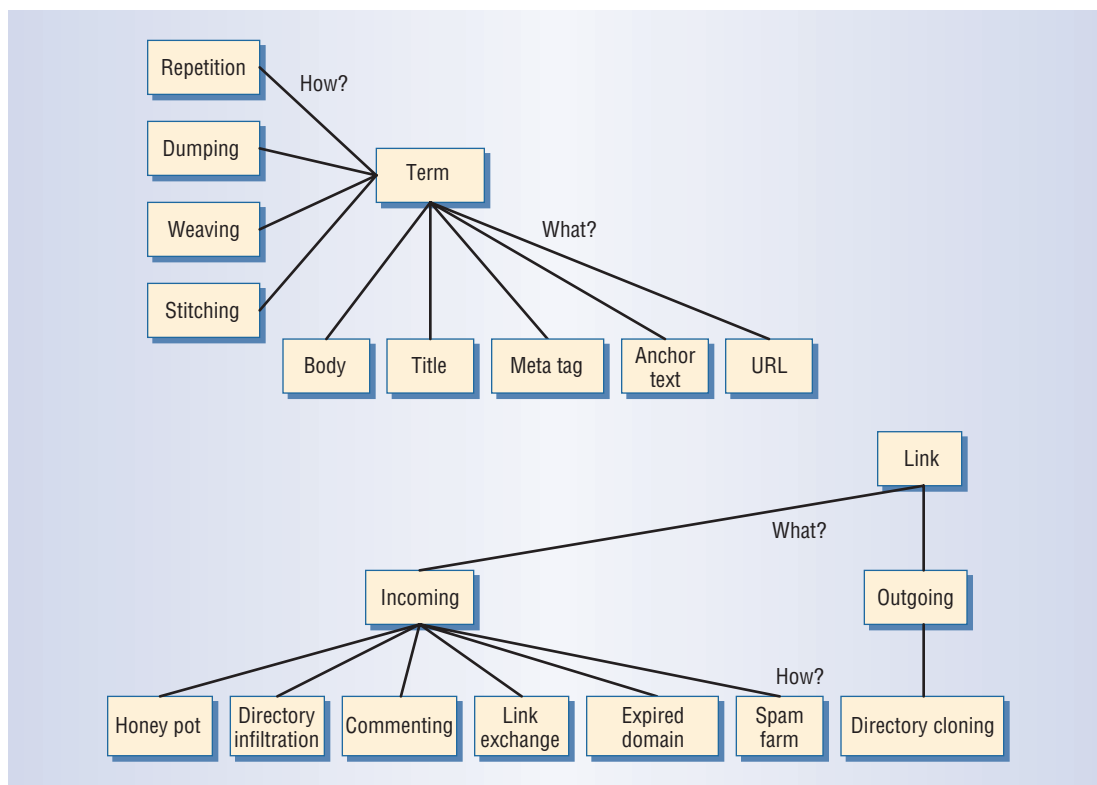 Repetition
How?
Dumping
Term
Weaving
What?
Stitching
Body
Title
Meta tag
Anchor
text
URL
Link
What?
Incoming
Outgoing
How?
Honey pot
Directory
infiltration
Commenting
Link
exchange
Expired
domain
Spam
farm
Directory cloning